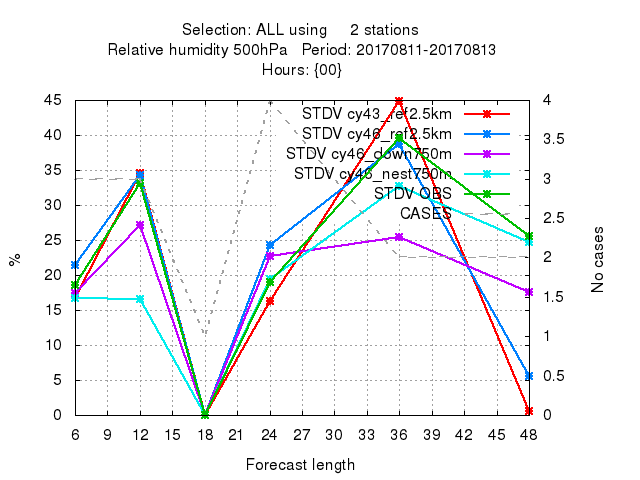 Selection: ALL using 2 stations
Relative humidity 500hPa Period: 20170811-20170813
Hours: {00}
STDV cy43_ref2.5km
STDV cy46_ref2.5km
STDV cy46_down750m
STDV cy46_nest750m
STDV OBS
CASES
45
40
35
30
25
20
15
10
5
0
%
4
3.5
3
2.5
2
1.5
1
0.5
0
No cases
6 9 12 15 18 21 24 27 30 33 36 39 42 45 48
Forecast length